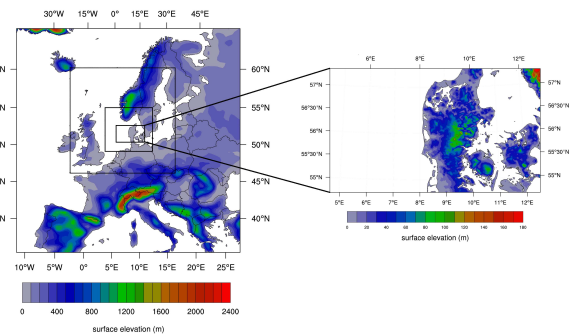 30°W 15°W 0° 15°E 30°E 45°E
6°E 8°E 10°E 12°E
N 60°N
57°N 57°N
N 55°N
56°30'N 56°30'N
56°N 56°N
N 50°N
55°30'N 55°30'N
55°N 55°N
N 45°N
5°E 6°E 8°E 9°E 10°E 11°E 12°E
N 40°N
0 20 40 60 80 100 120 140 160 180
surface elevation (m)
10°W 5°W 0° 5°E 10°E 15°E 20°E 25°E
0 400 800 1200 1600 2000 2400
surface elevation (m)